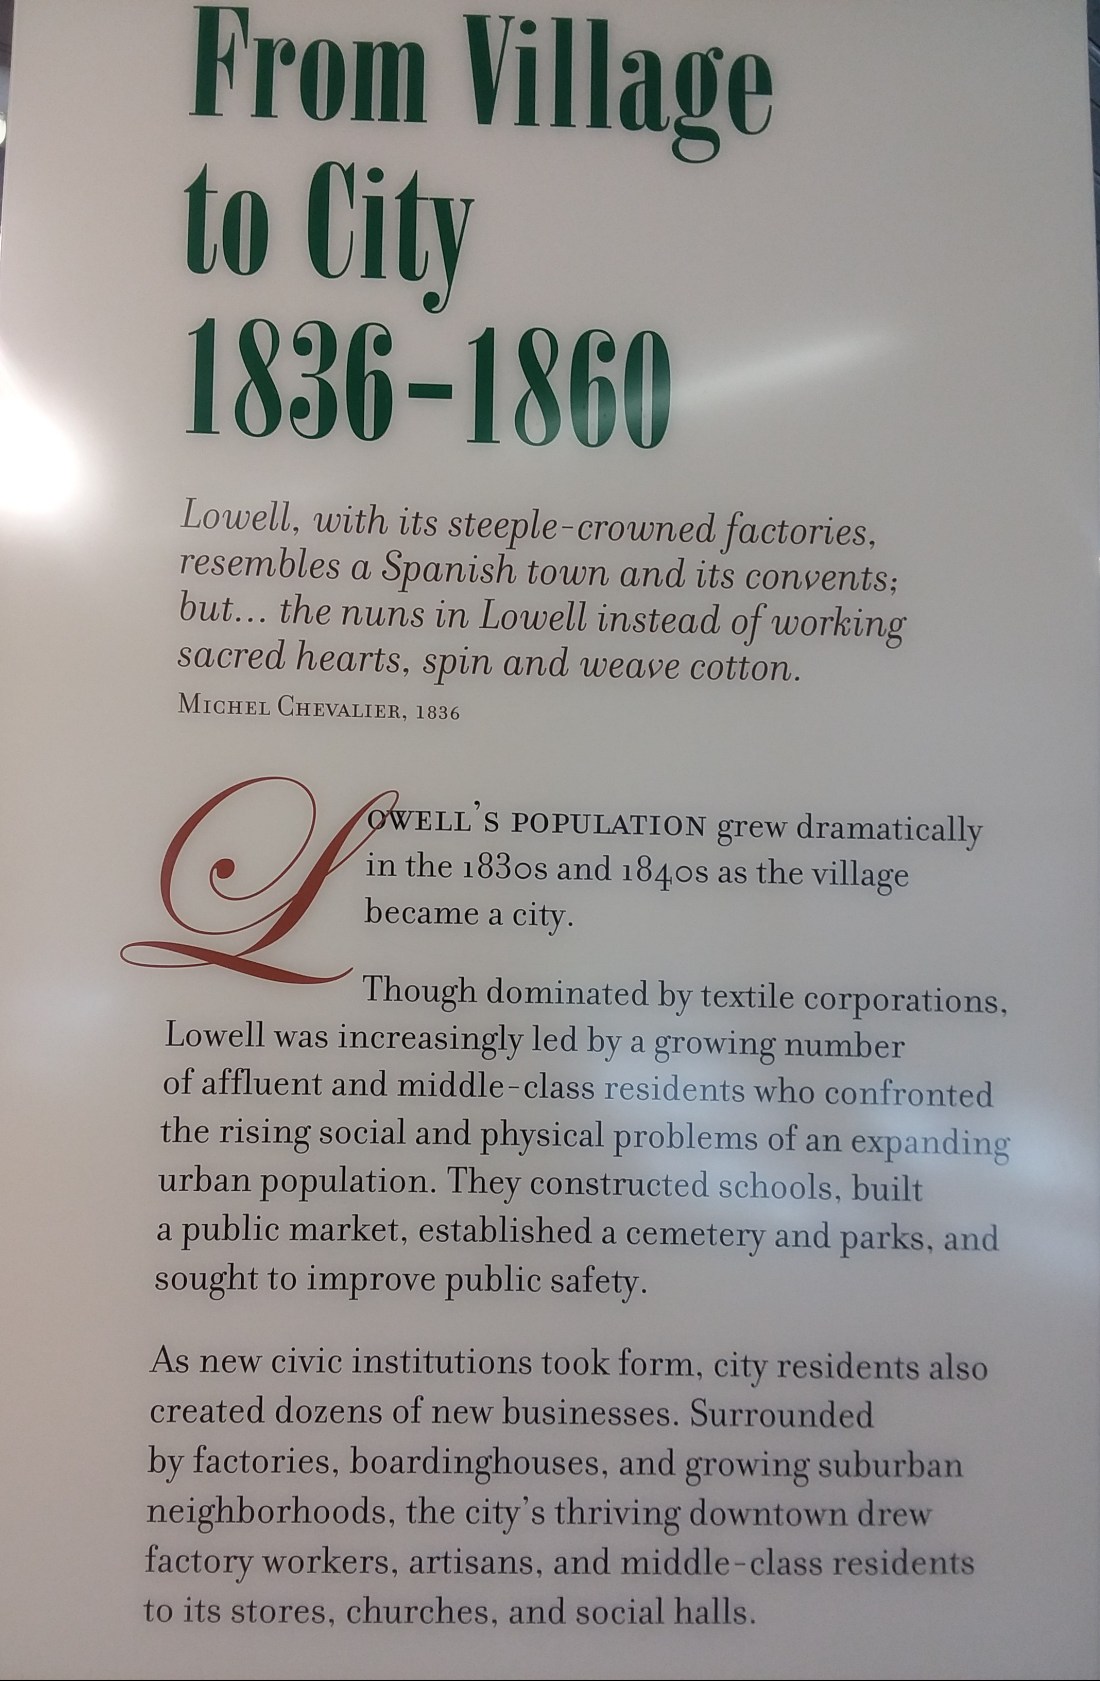 From Village
to City
1836–1860
Lowell, with its steeple-crowned factories,
resembles a Spanish town and its convents;
but... the nuns in Lowell instead of working
sacred hearts, spin and weave cotton.
MICHEL CHEVALIER, 1836
LOWELL'S POPULATION grew dramatically
in the 1830s and 1840s as the village
became a city.
Though dominated by textile corporations,
Lowell was increasingly led by a growing number
of affluent and middle-class residents who confronted
the rising social and physical problems of an expanding
urban population. They constructed schools, built
a public market, established a cemetery and parks, and
sought to improve public safety.
As new civic institutions took form, city residents also
created dozens of new businesses. Surrounded
by factories, boardinghouses, and growing suburban
neighborhoods, the city's thriving downtown drew
factory workers, artisans, and middle-class residents
to its stores, churches, and social halls.